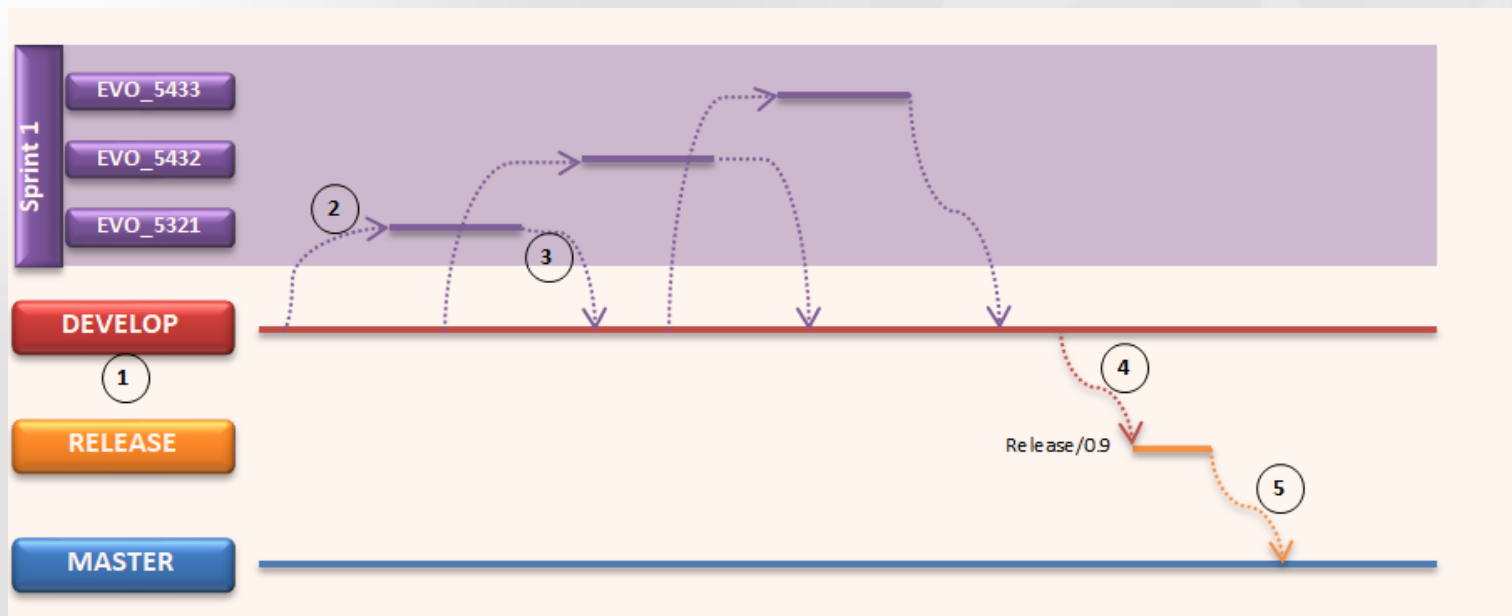 Sprint 1
EVO_5433
EVO_5432
EVO_5321
2
3
DEVELOP
1
4
RELEASE
Release/0.9
5
MASTER